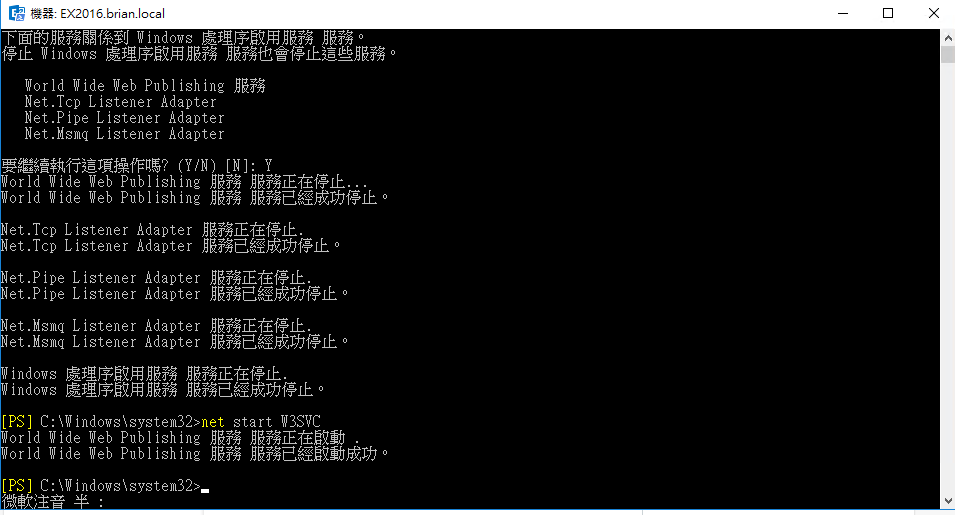 機器: EX2016.brian.local
下面的服務關係到 Windows 處理序啟用服務 服務。
停止 Windows 處理序啟用服務 服務也會停止這些服務。
World Wide Web Publishing 服務
Net.Tcp Listener Adapter
Net.Pipe Listener Adapter
Net.Msmq Listener Adapter
要繼續執行這項操作嗎? (Y/N) [N]: Y
World Wide Web Publishing 服務 服務正在停止...
World Wide Web Publishing 服務 服務已經成功停止。
Net.Tcp Listener Adapter 服務正在停止.
Net.Tcp Listener Adapter 服務已經成功停止。
Net.Pipe Listener Adapter 服務正在停止.
Net.Pipe Listener Adapter 服務已經成功停止。
Net.Msmq Listener Adapter 服務正在停止.
Net.Msmq Listener Adapter 服務已經成功停止。
Windows 處理序啟用服務 服務正在停止.
Windows 處理序啟用服務 服務已經成功停止。
[PS] C:\Windows\system32>net start W3SVC
World Wide Web Publishing 服務 服務正在啟動 .
World Wide Web Publishing 服務 服務已經啟動成功。
[PS] C:\Windows\system32>
微軟注音 半 :